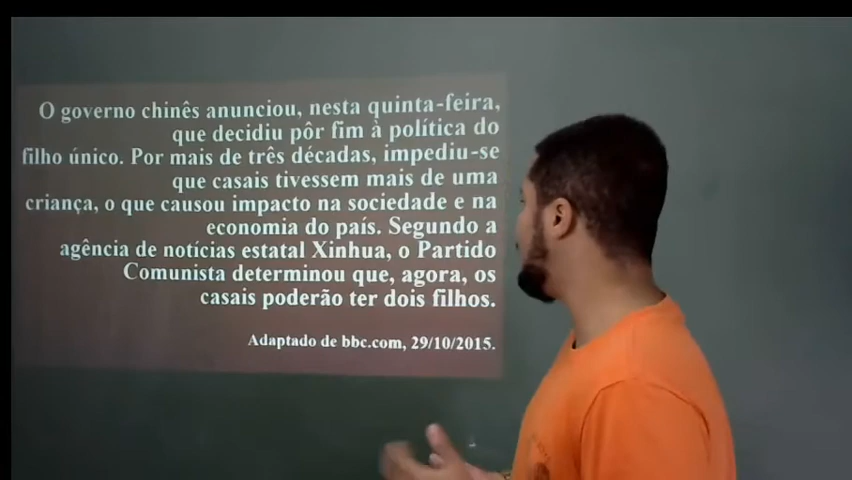 O governo chinês anunciou, nesta quinta-feira,
que decidiu pôr fim à política do
filho único. Por mais de três décadas, impediu-se
que casais tivessem mais de uma
criança, o que causou impacto na sociedade e na
economia do país. Segundo a
agência de notícias estatal Xinhua, o Partido
Comunista determinou que, agora, os
casais poderão ter dois filhos.
Adaptado de bbc.com, 29/10/2015.